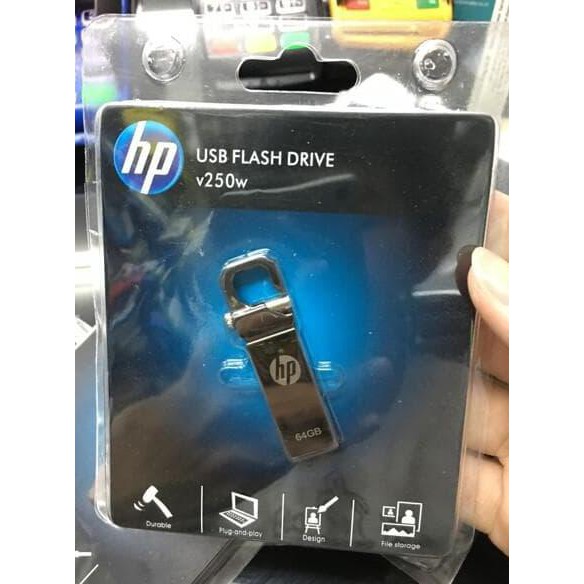 hp
USB FLASH DRIVE
v250w
hp
64GB
Durable
Plug-and-play
Design
File storage